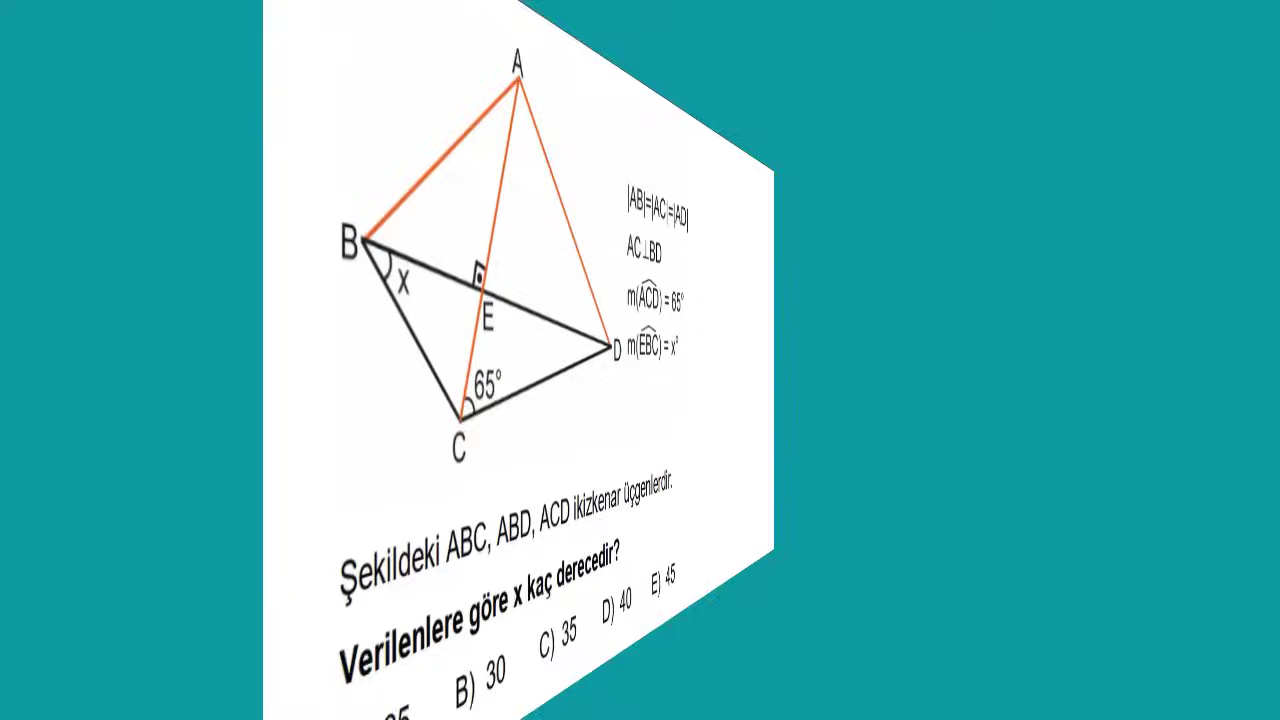 A
B
x
E
D
65°
C
|AB|=|AC|=|AD|
AC⊥BD
m(ACD) = 65°
m(EBC) = x°
Şekildeki ABC, ABD, ACD ikizkenar üçgenlerdir.
Verilenlere göre x kaç derecedir?
B) 30 C) 35 D) 40 E) 45